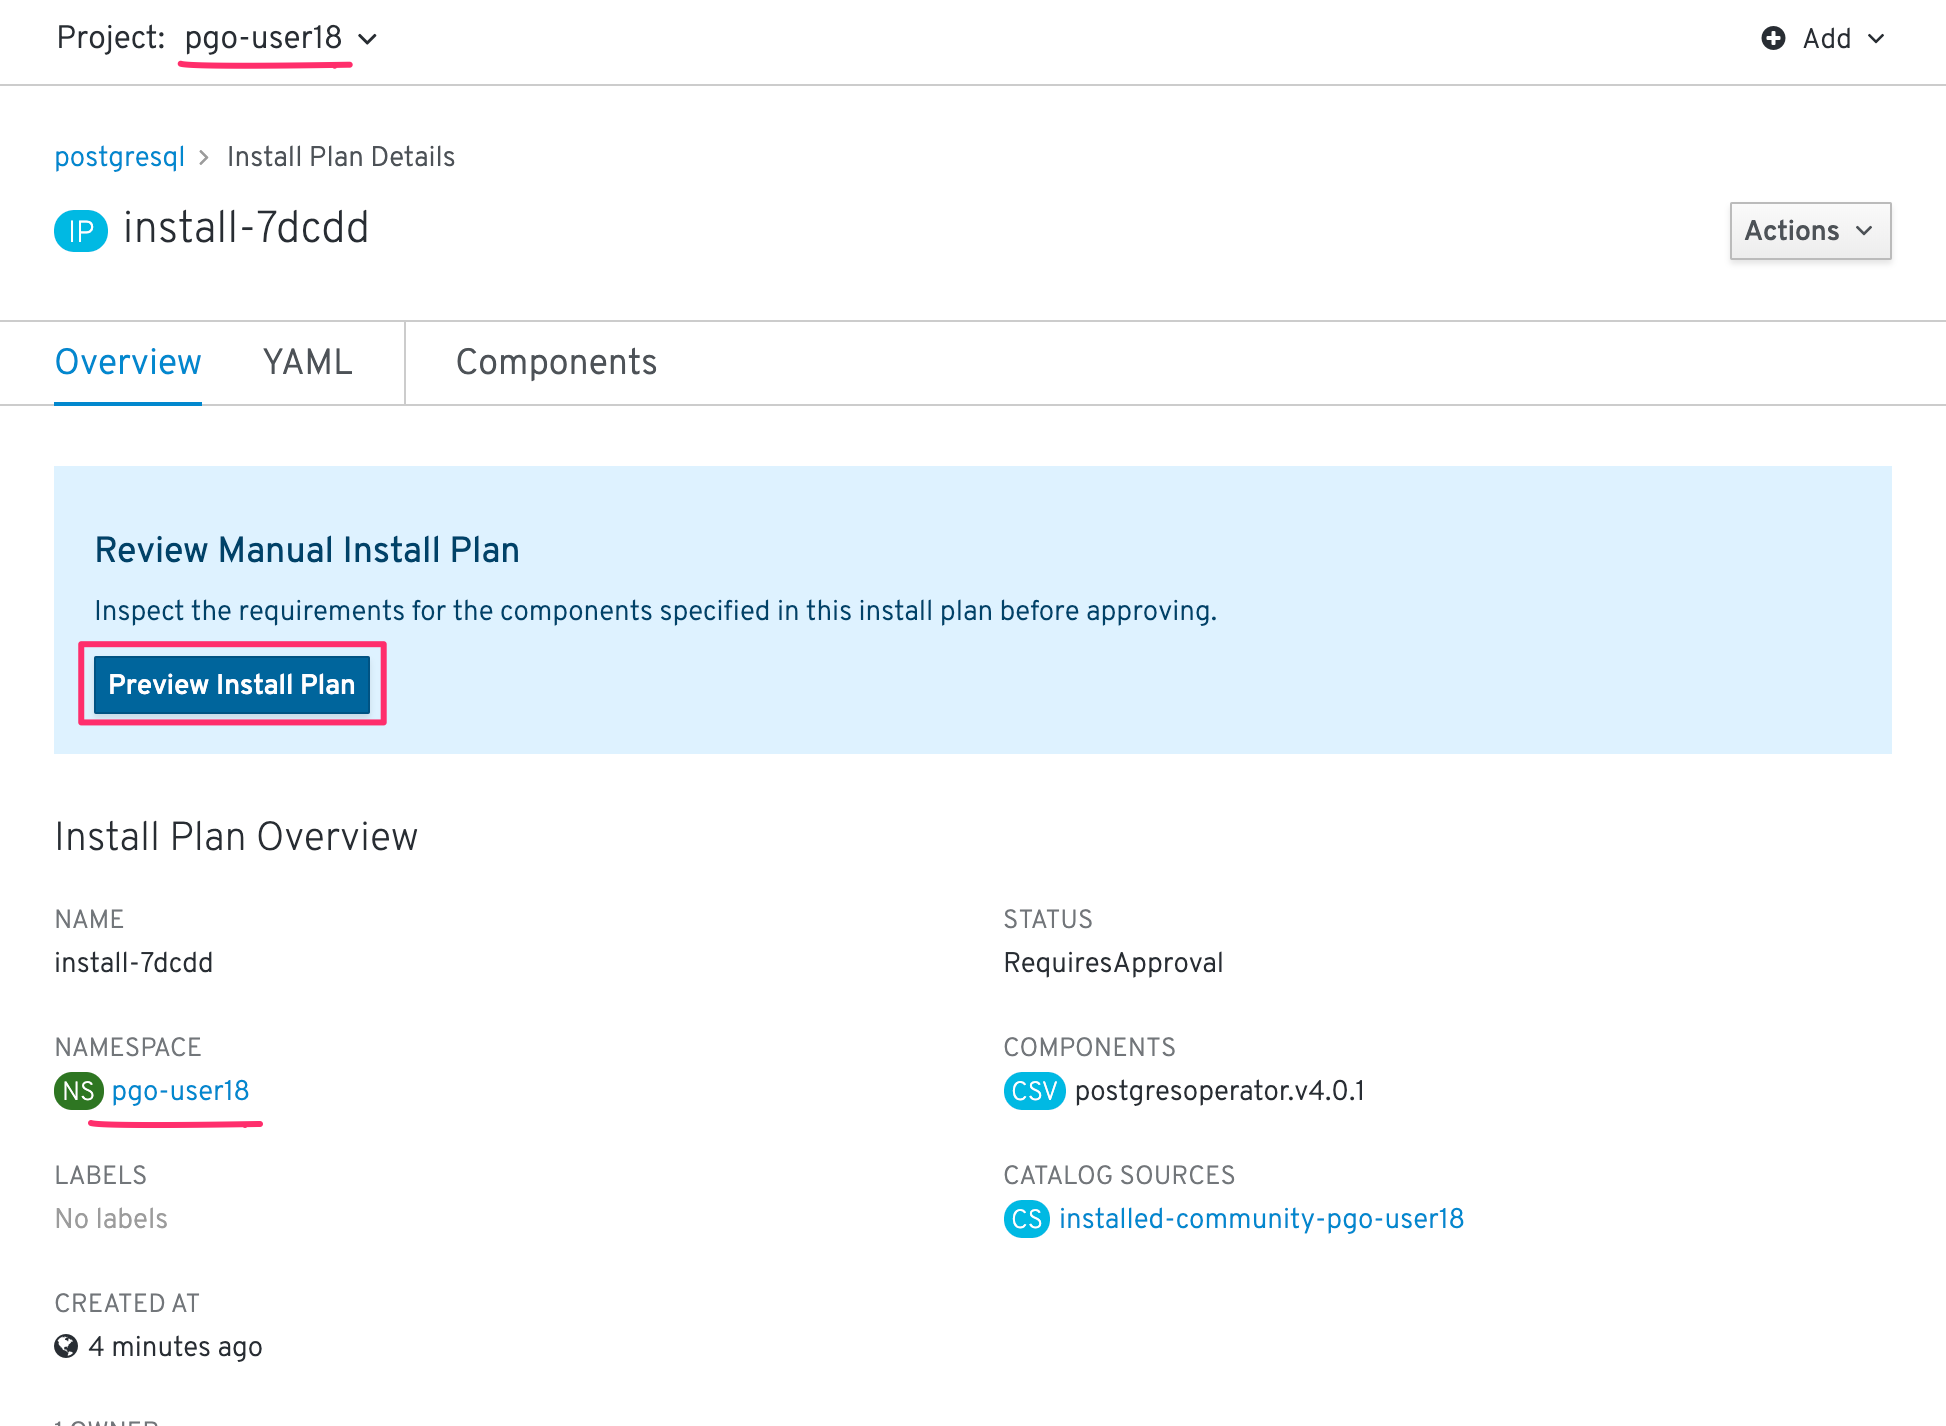 Project: pgo-user18
Add
postgresql > Install Plan Details
IP install-7dcdd
Actions
Overview YAML Components
Review Manual Install Plan
Inspect the requirements for the components specified in this install plan before approving.
Preview Install Plan
Install Plan Overview
NAME
install-7dcdd
NAMESPACE
NS pgo-user18
LABELS
No labels
CREATED AT
4 minutes ago
1 OWNER
STATUS
RequiresApproval
COMPONENTS
CSV postgresoperator.v4.0.1
CATALOG SOURCES
CS installed-community-pgo-user18